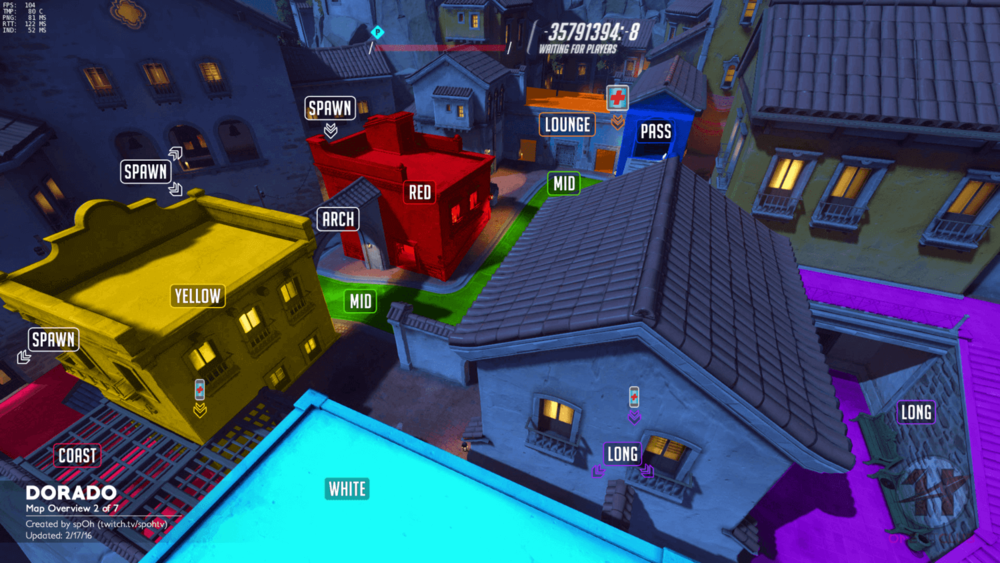 FPS: 104
TMP: 80 C
PNG: 81 MS
RTT: 122 MS
IND: 52 MS
P
-35791394:-8
WAITING FOR PLAYERS
SPAWN
LOUNGE
PASS
SPAWN
RED
MID
ARCH
YELLOW
MID
SPAWN
LONG
COAST
LONG
WHITE
DORADO
Map Overview 2 of 7
Created by spOh (twitch.tv/spohtv)
Updated: 2/17/16